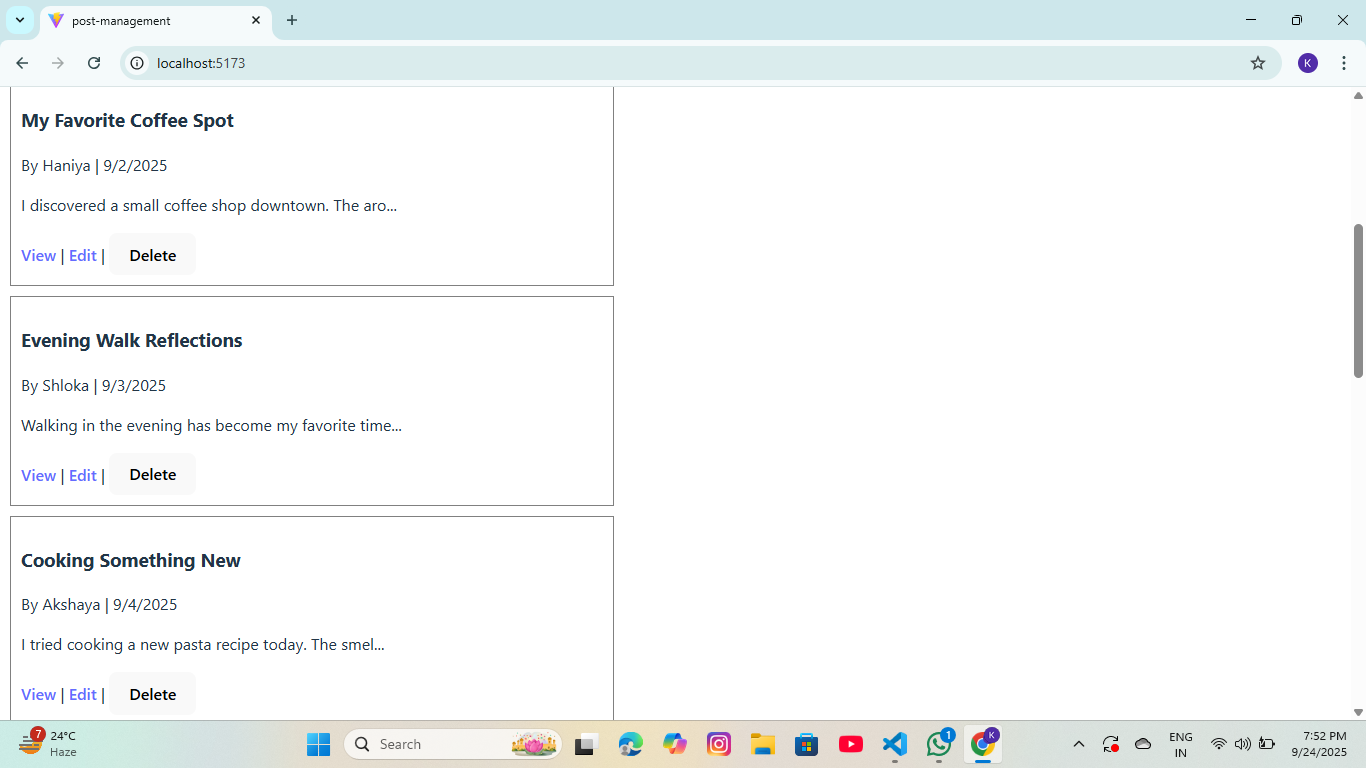 post-management
localhost:5173
K
My Favorite Coffee Spot
By Haniya | 9/2/2025
I discovered a small coffee shop downtown. The aro...
View | Edit | Delete
Evening Walk Reflections
By Shloka | 9/3/2025
Walking in the evening has become my favorite time...
View | Edit | Delete
Cooking Something New
By Akshaya | 9/4/2025
I tried cooking a new pasta recipe today. The smel...
View | Edit | Delete
7
24°C
Haze
Search
1
K
ENG
IN
7:52 PM
9/24/2025